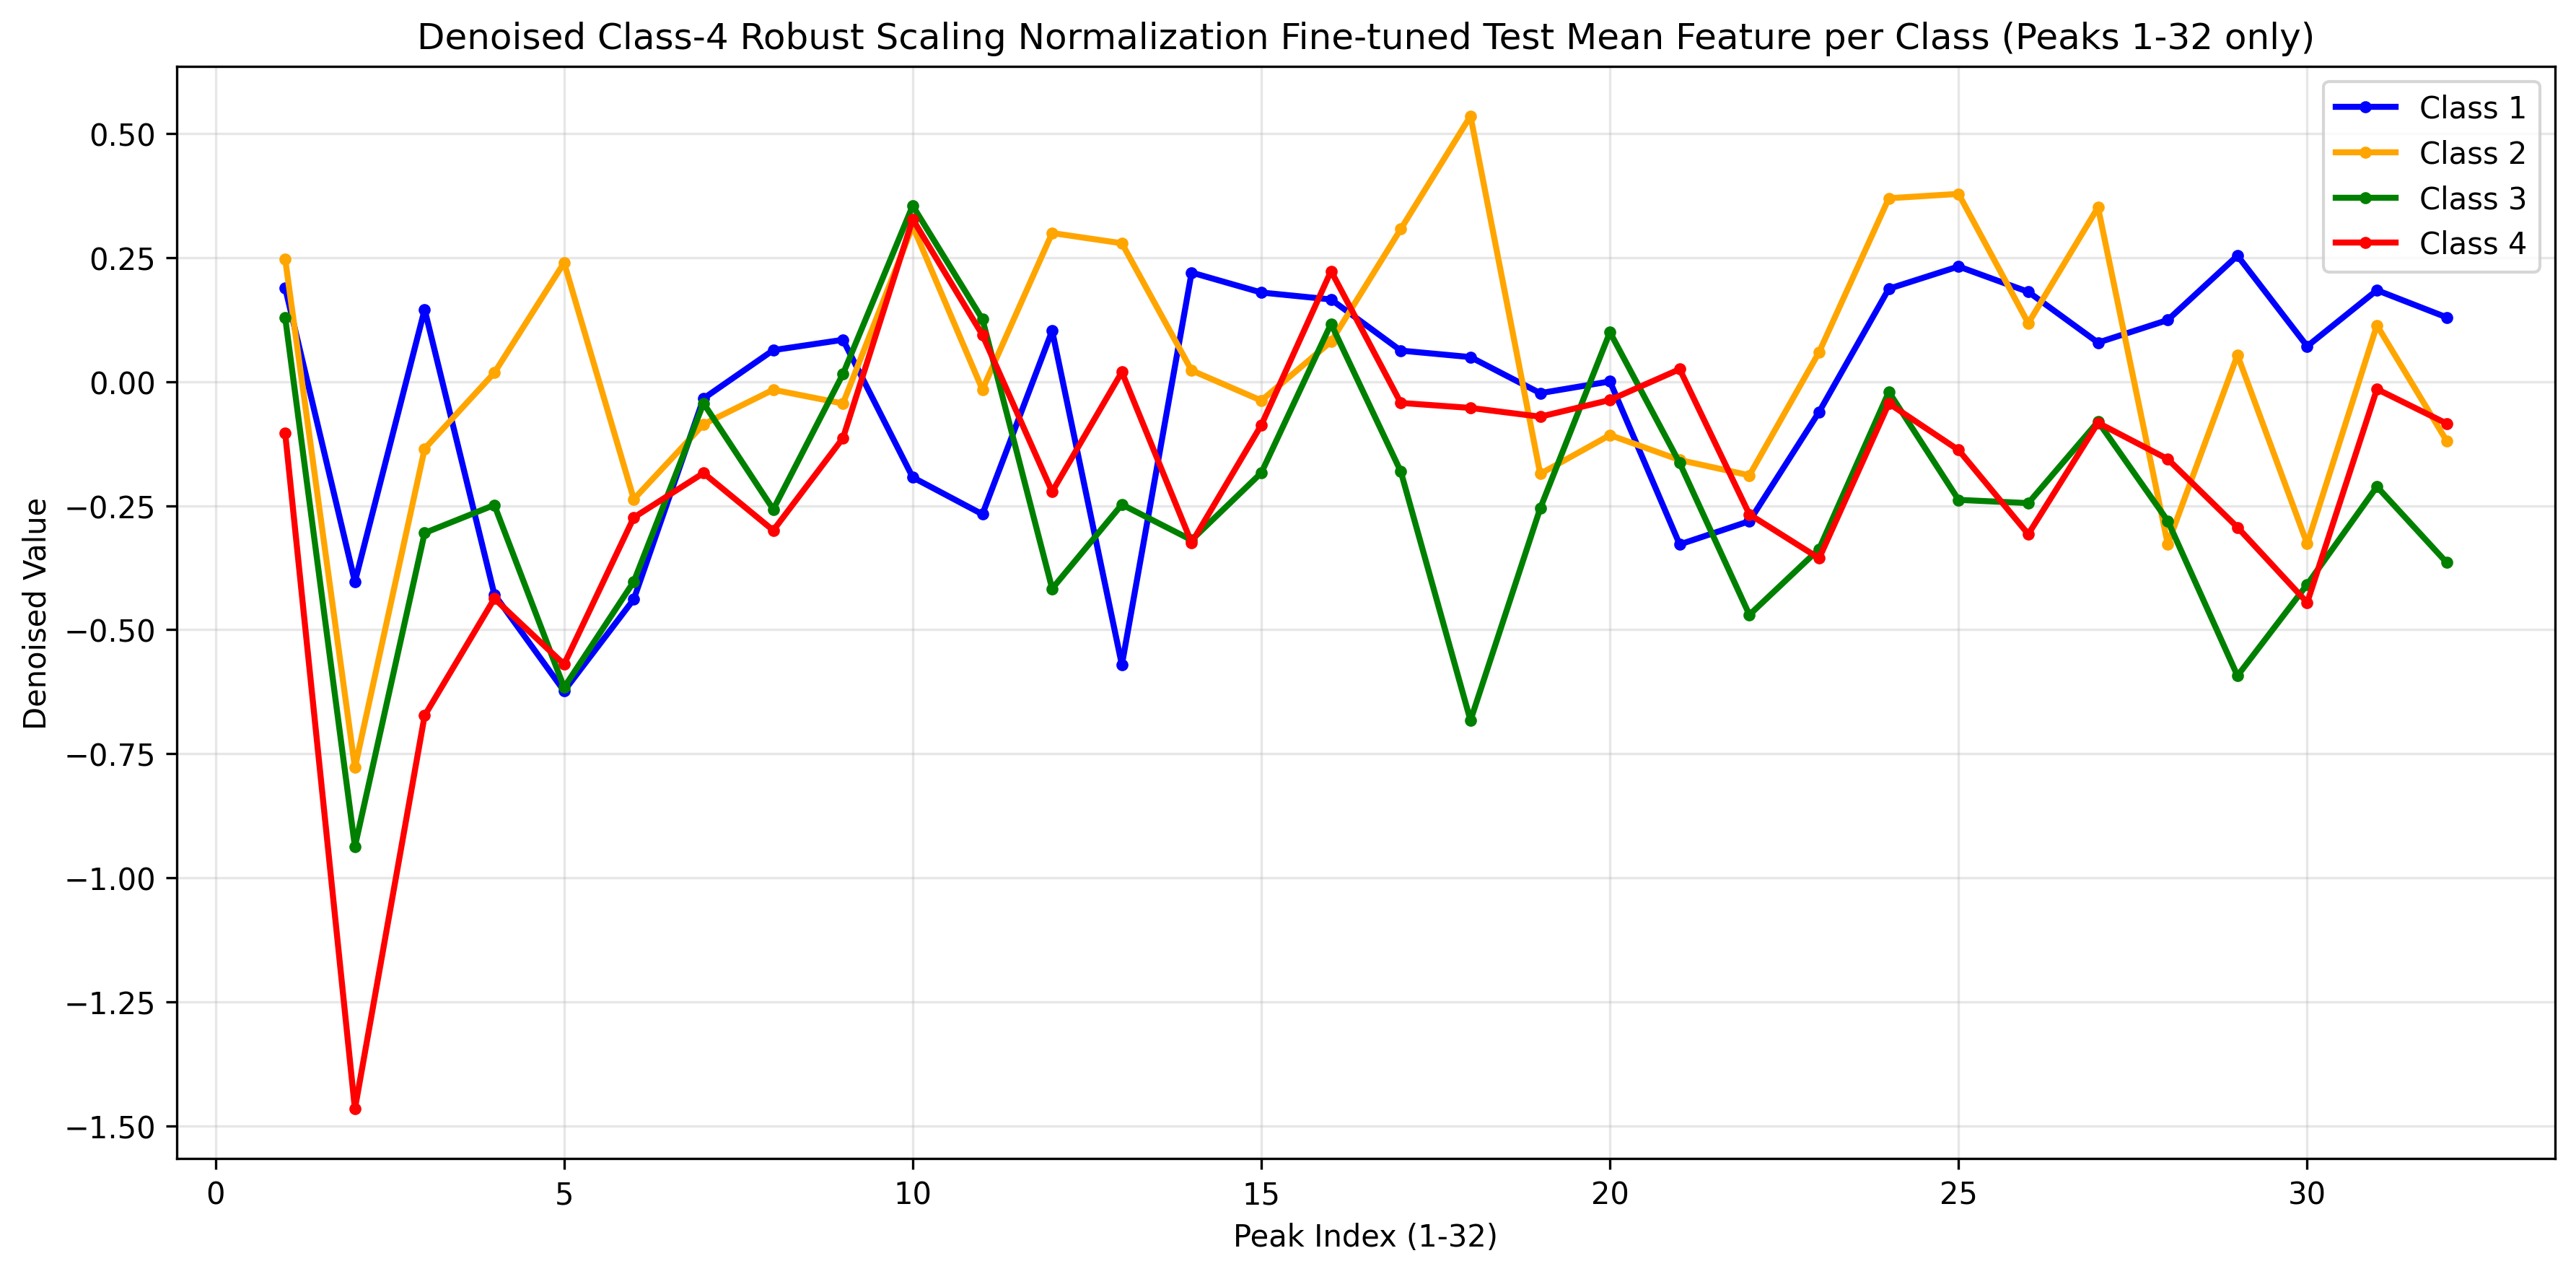 Denoised Class-4 Robust Scaling Normalization Fine-tuned Test Mean Feature per Class (Peaks 1-32 only)
Class 1
Class 2
Class 3
Class 4
Denoised Value
0.50
0.25
0.00
−0.25
−0.50
−0.75
−1.00
−1.25
−1.50
0 5 10 15 20 25 30
Peak Index (1-32)